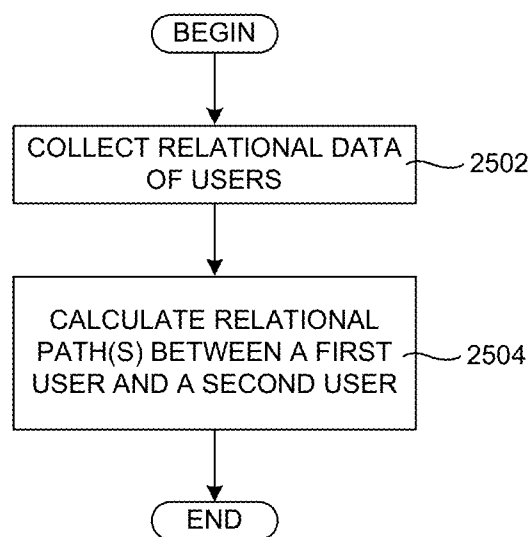 BEGIN
COLLECT RELATIONAL DATA
OF USERS
2502
CALCULATE RELATIONAL
PATH(S) BETWEEN A FIRST
USER AND A SECOND USER
2504
END